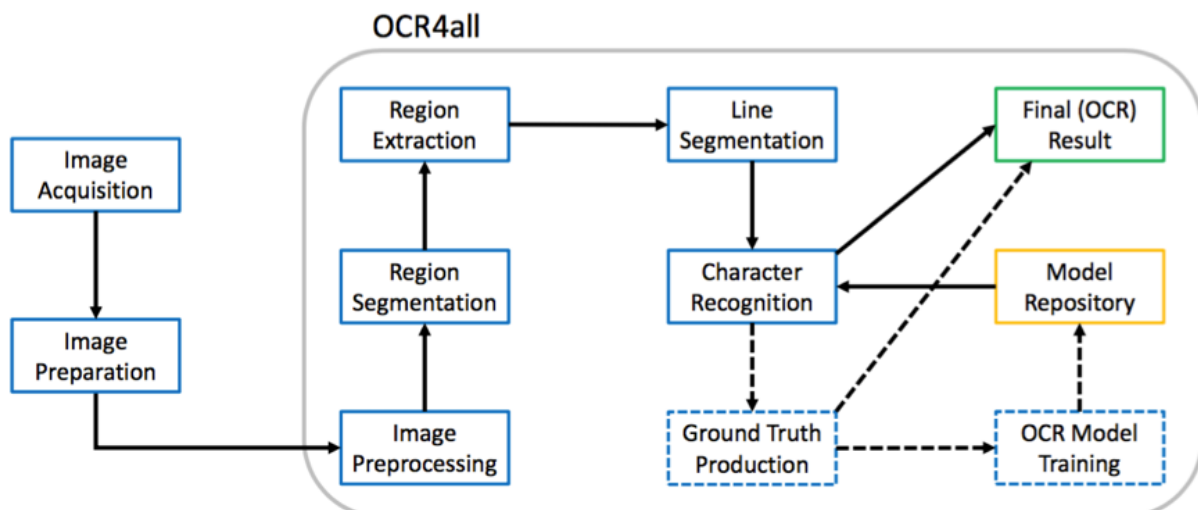 OCR4all
Image
Acquisition
Image
Preparation
Image
Preprocessing
Region
Segmentation
Region
Extraction
Line
Segmentation
Character
Recognition
Ground Truth
Production
OCR Model
Training
Model
Repository
Final (OCR)
Result